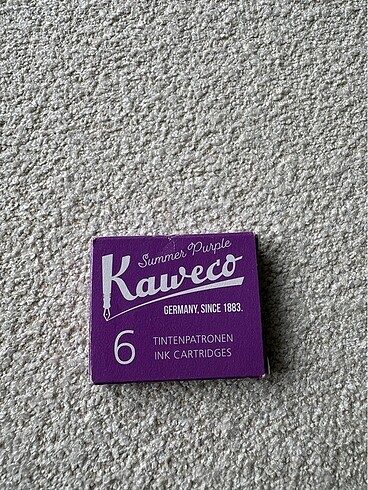 Summer Purple
Kaweco
GERMANY, SINCE 1883.
6
TINTENPATRONEN
INK CARTRIDGES